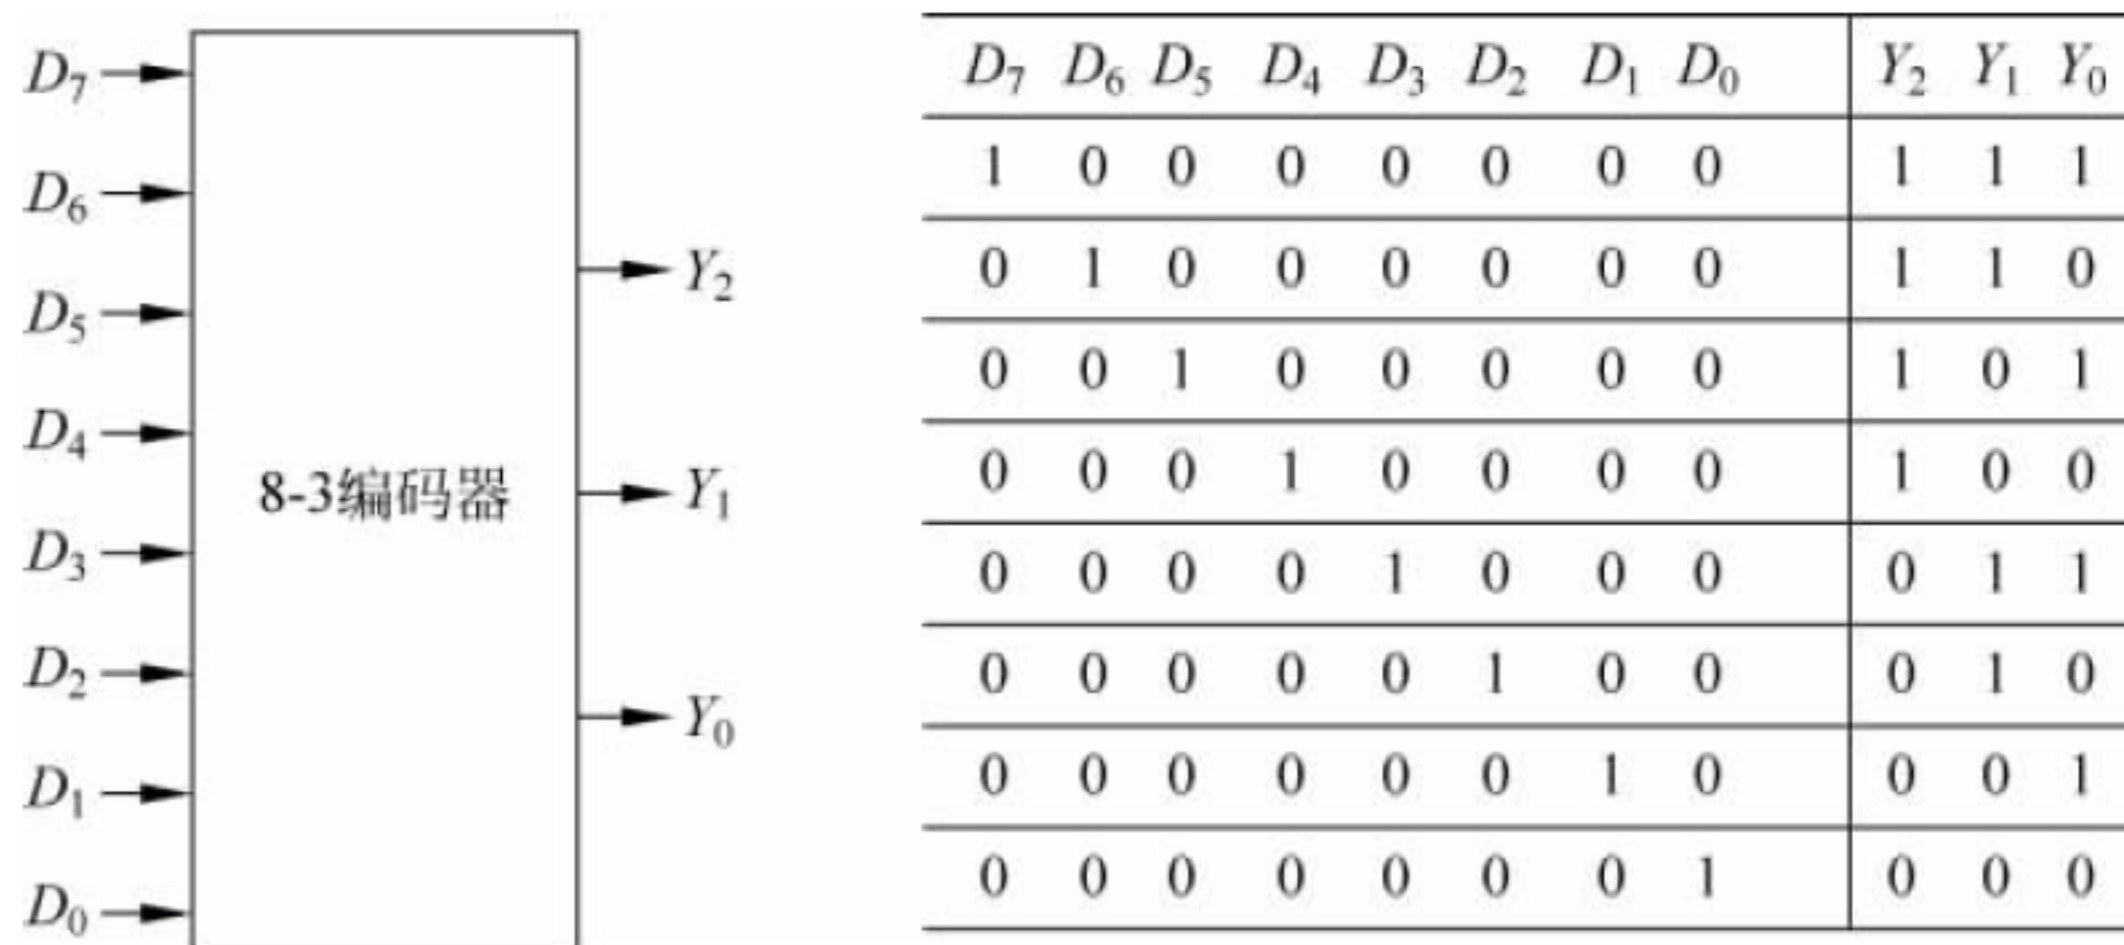 D₇
D₆
D₅
D₄
D₃
D₂
D₁
D₀
8-3编码器
Y₂
Y₁
Y₀
D₇ D₆ D₅ D₄ D₃ D₂ D₁ D₀ Y₂ Y₁ Y₀
1 0 0 0 0 0 0 0 1 1 1
0 1 0 0 0 0 0 0 1 1 0
0 0 1 0 0 0 0 0 1 0 1
0 0 0 1 0 0 0 0 1 0 0
0 0 0 0 1 0 0 0 0 1 1
0 0 0 0 0 1 0 0 0 1 0
0 0 0 0 0 0 1 0 0 0 1
0 0 0 0 0 0 0 1 0 0 0